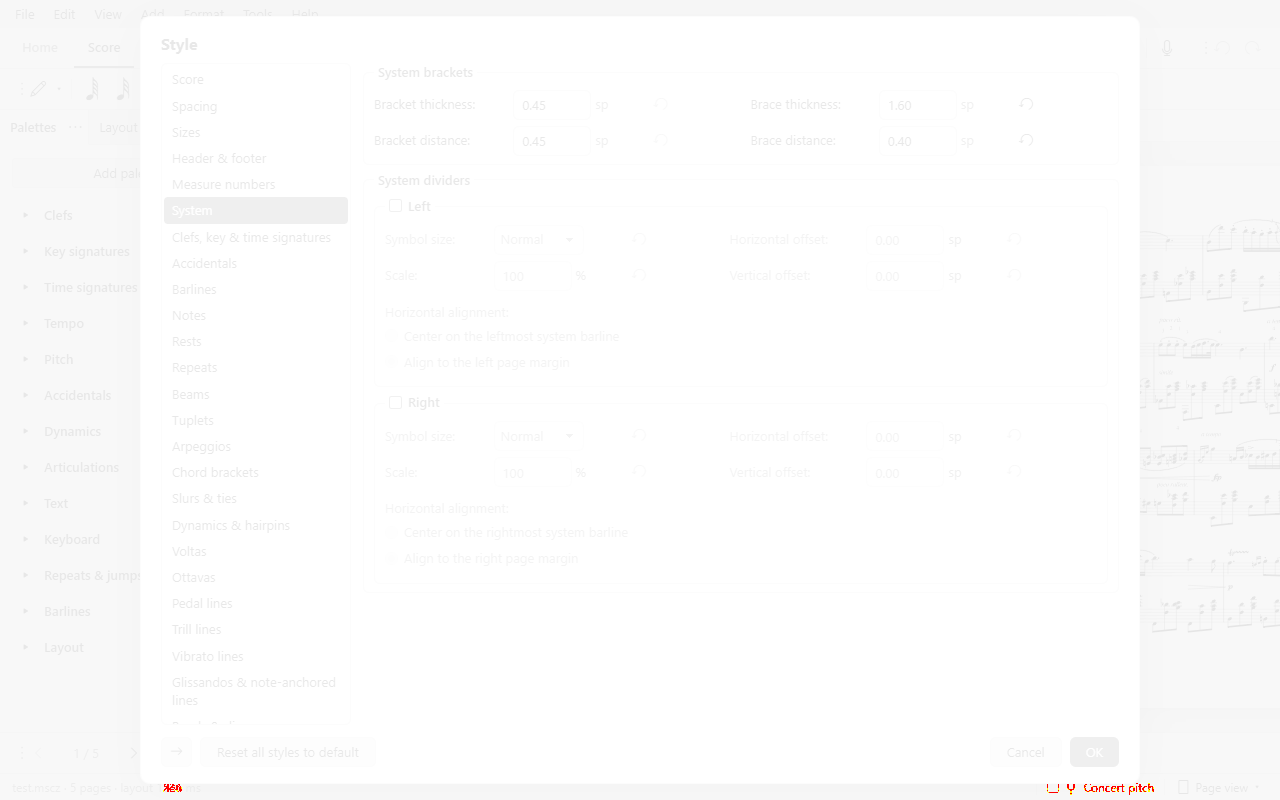 File Edit View Add Format Tools Help
Home Score
Style
Palettes Layout
Add
Clefs
Key signatures
Time signatures
Tempo
Pitch
Accidentals
Dynamics
Articulations
Text
Keyboard
Repeats & jumps
Barlines
Layout
1 / 5
Score
Spacing
Sizes
Header & footer
Measure numbers
System
Clefs, key & time signatures
Accidentals
Barlines
Notes
Rests
Repeats
Beams
Tuplets
Arpeggios
Chord brackets
Slurs & ties
Dynamics & hairpins
Voltas
Ottavas
Pedal lines
Trill lines
Vibrato lines
Glissandos & note-anchored
lines
System brackets
Bracket thickness: 0.45 sp Brace thickness: 1.60 sp
Bracket distance: 0.45 sp Brace distance: 0.40 sp
System dividers
Left
Symbol size: Normal Horizontal offset: 0.00 sp
Scale: 100 % Vertical offset: 0.00 sp
Horizontal alignment:
Center on the leftmost system barline
Align to the left page margin
Right
Symbol size: Normal Horizontal offset: 0.00 sp
Scale: 100 % Vertical offset: 0.00 sp
Horizontal alignment:
Center on the rightmost system barline
Align to the right page margin
→ Reset all styles to default Cancel OK
test.mscz - 5 pages - Concert pitch Page view